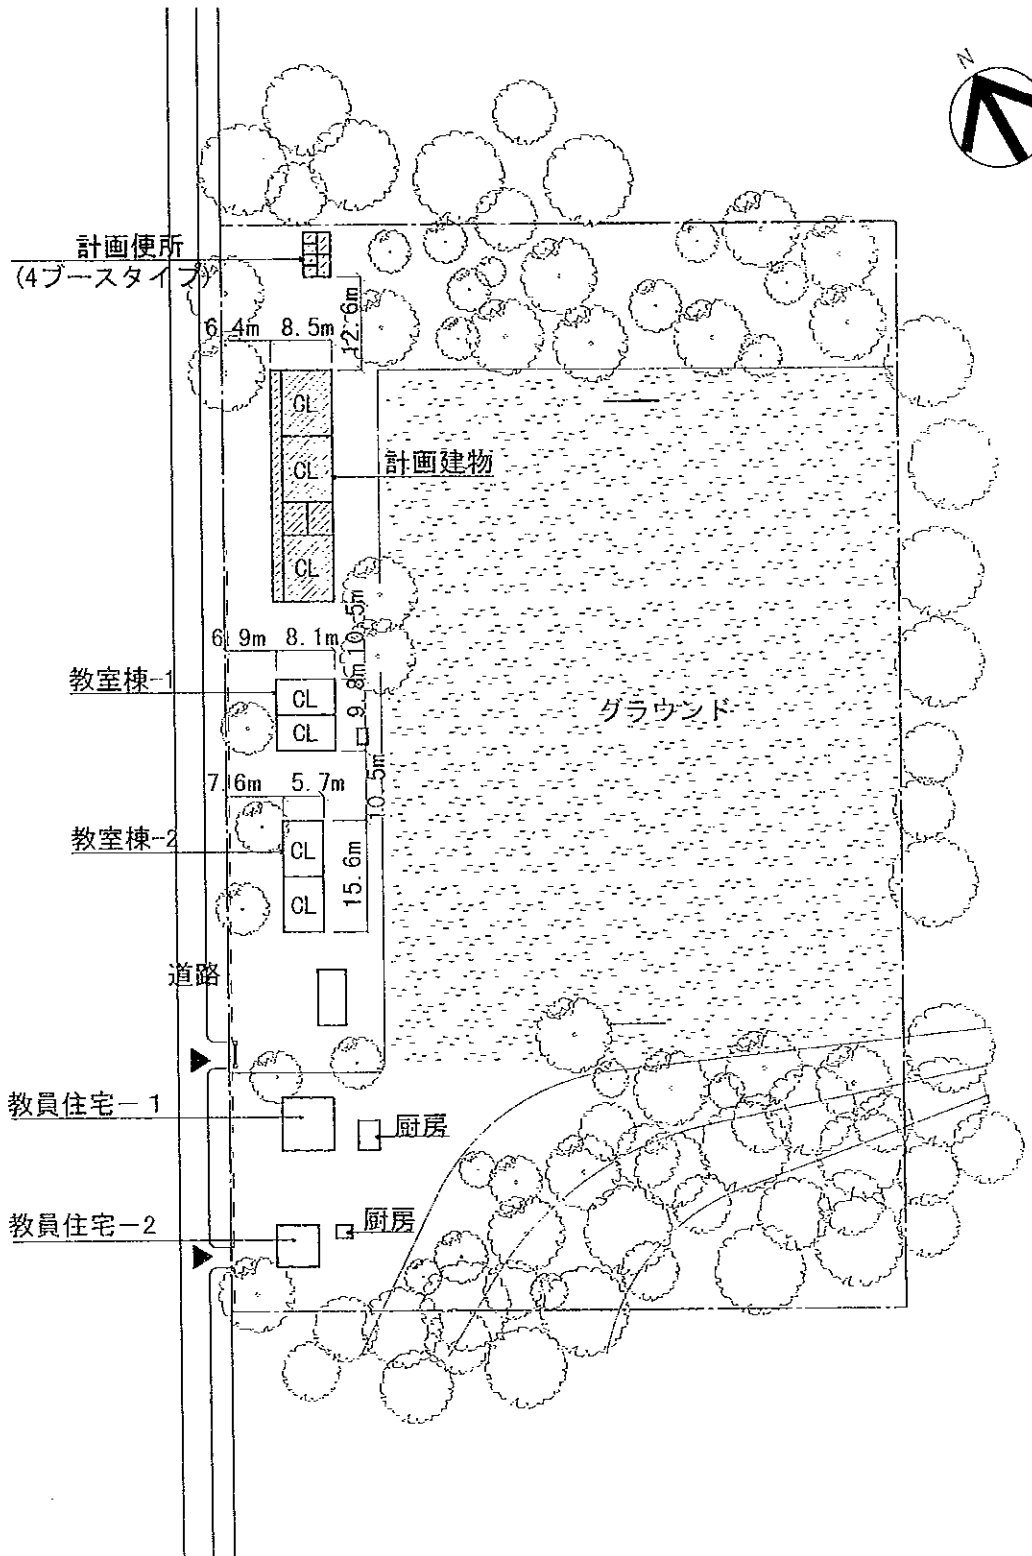 N
計画便所
(4ブースタイプ)
6.4m 8.5m
12.6m
CL
CL
計画建物
CL
10.5m
6.9m 8.1m
9.8m
教室棟-1
CL
CL
グラウンド
10.5m
7.6m 5.7m
教室棟-2
CL
15.6m
CL
道路
教員住宅-1
厨房
教員住宅-2
厨房